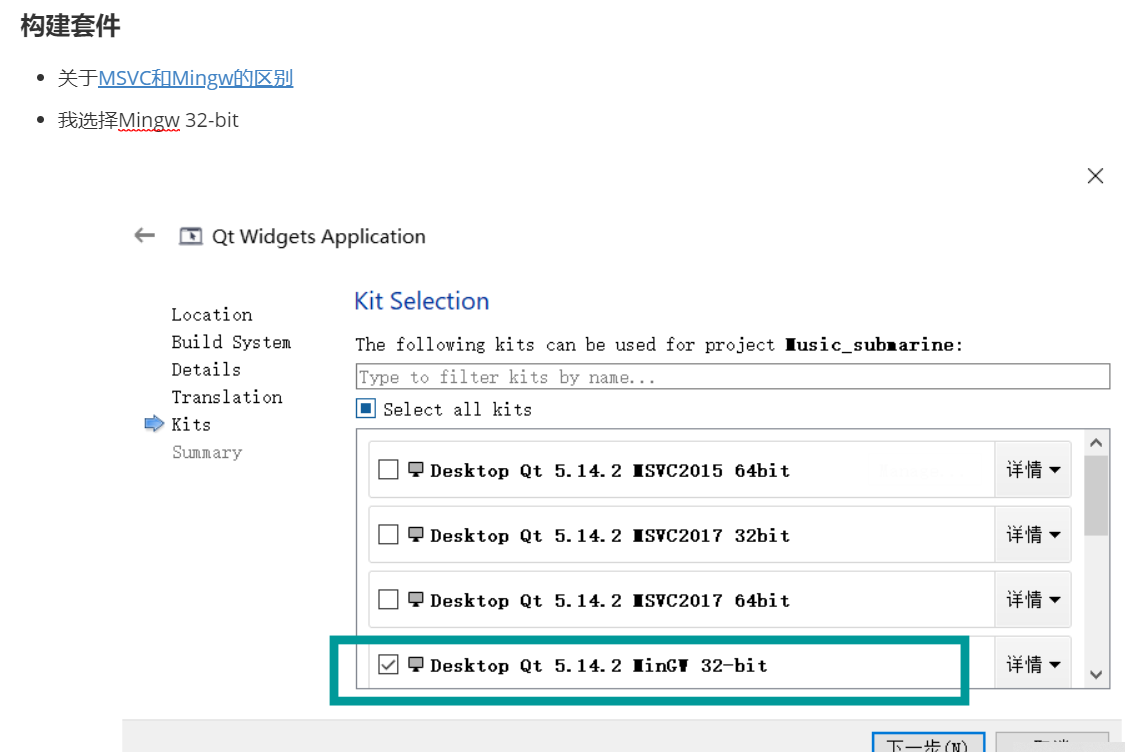 构建套件
关于MSVC和Mingw的区别
我选择Mingw 32-bit
Qt Widgets Application
Location
Build System
Details
Translation
Kits
Summary
Kit Selection
The following kits can be used for project Music_submarine:
Type to filter kits by name...
Select all kits
Desktop Qt 5.14.2 MSVC2015 64bit 详情
Desktop Qt 5.14.2 MSVC2017 32bit 详情
Desktop Qt 5.14.2 MSVC2017 64bit 详情
Desktop Qt 5.14.2 MinGW 32-bit 详情
下一步(N)